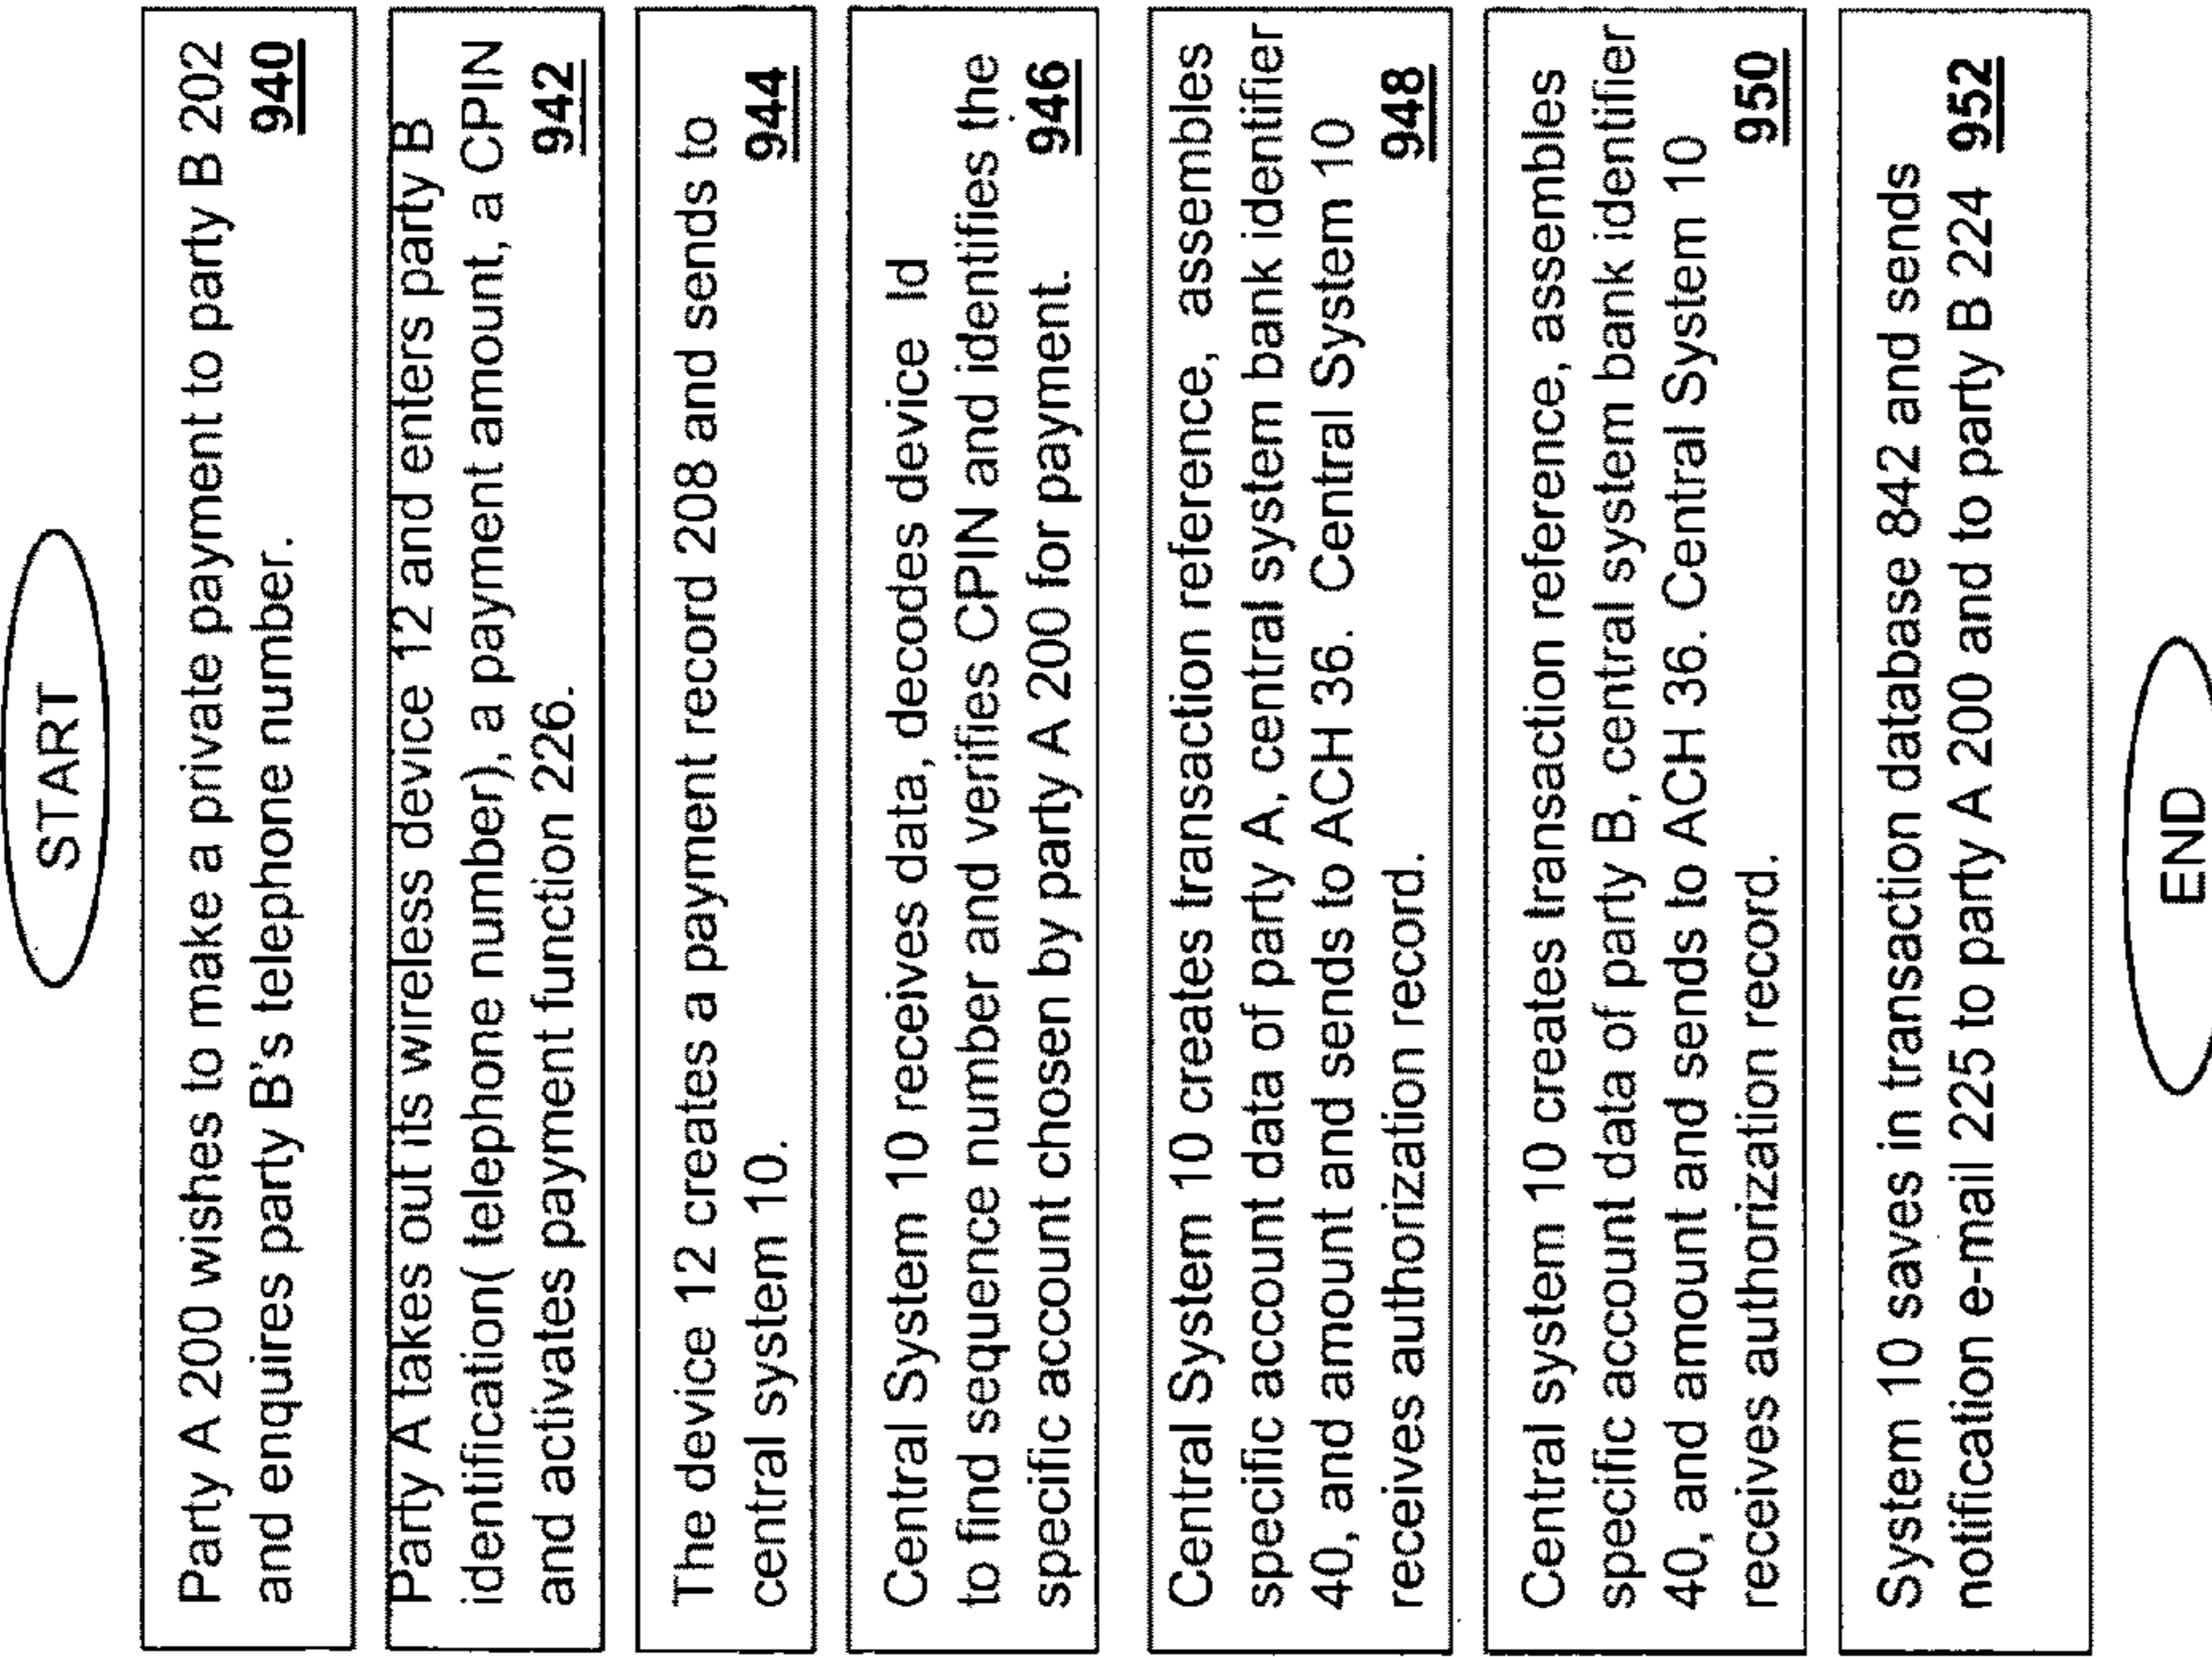 START
Party A 200 wishes to make a private payment to party B 202
and enquires party B's telephone number. 940
Party A takes out its wireless device 12 and enters party B
identification( telephone number), a payment amount, a CPIN
and activates payment function 226. 942
The device 12 creates a payment record 208 and sends to
central system 10. 944
Central System 10 receives data, decodes device Id
to find sequence number and verifies CPIN and identifies the
specific account chosen by party A 200 for payment. 946
Central System 10 creates transaction reference, assembles
specific account data of party A, central system bank identifier
40, and amount and sends to ACH 36. Central System 10
receives authorization record. 948
Central system 10 creates transaction reference, assembles
specific account data of party B, central system bank identifier
40, and amount and sends to ACH 36. Central System 10
receives authorization record. 950
System 10 saves in transaction database 842 and sends
notification e-mail 225 to party A 200 and to party B 224 952
END